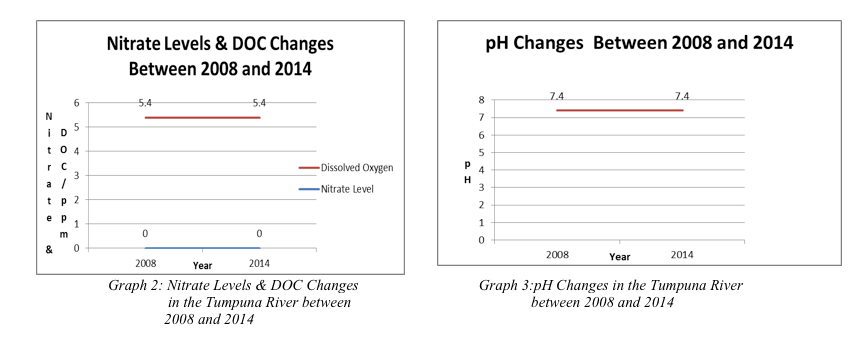 Nitrate Levels & DOC Changes
Between 2008 and 2014
Nitrate &
DOC/ppm
6
5
4
3
2
1
0
5.4 5.4
0 0
2008 Year 2014
Dissolved Oxygen
Nitrate Level
Graph 2: Nitrate Levels & DOC Changes
in the Tumpuna River between
2008 and 2014
pH Changes Between 2008 and 2014
pH
8
7
6
5
4
3
2
1
0
7.4 7.4
2008 Year 2014
Graph 3:pH Changes in the Tumpuna River
between 2008 and 2014